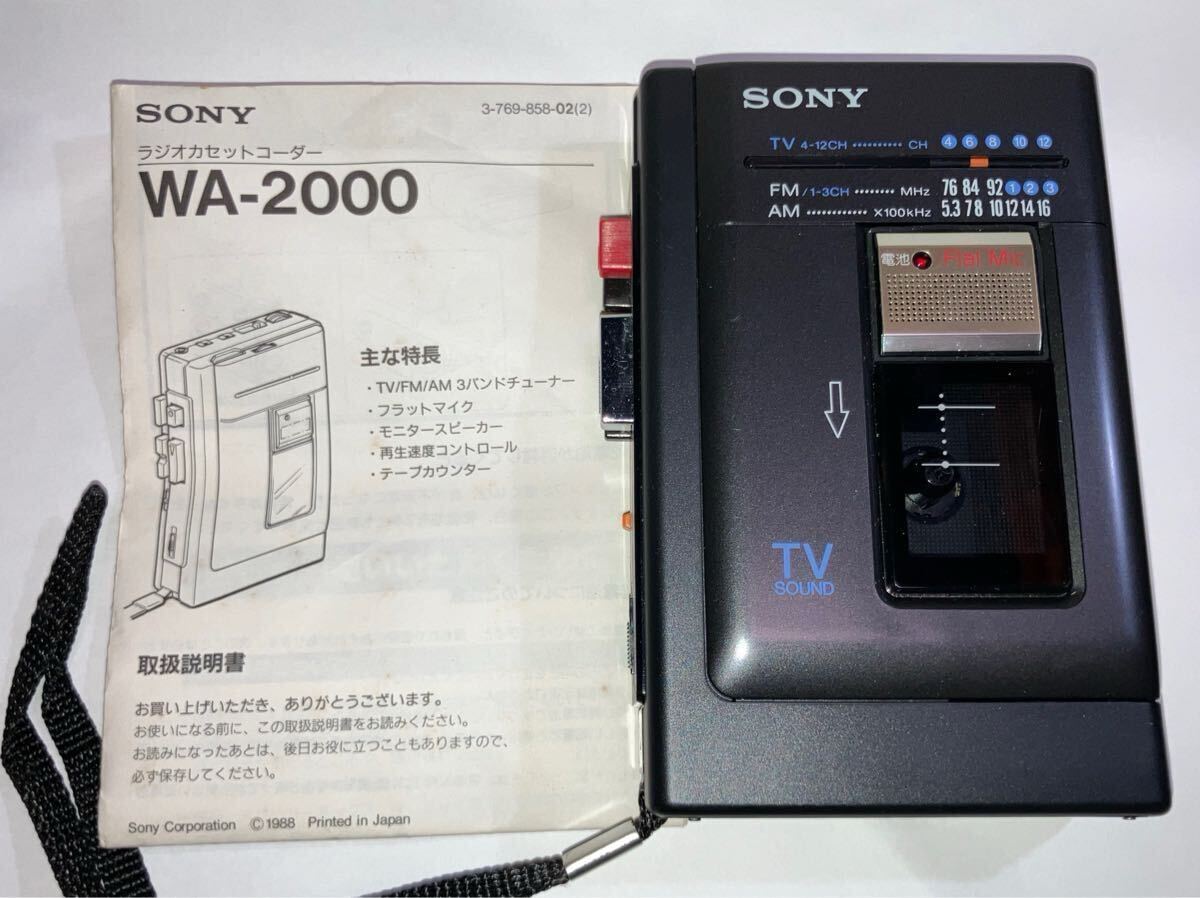 SONY
3-769-858-02(2)
ラジオカセットコーダー
WA-2000
主な特長
・TV/FM/AM 3バンドチューナー
・フラットマイク
・モニタースピーカー
・再生速度コントロール
・テープカウンター
取扱説明書
お買い上げいただき、ありがとうございます。
お使いになる前に、この取扱説明書をお読みください。
お読みになったあとは、後日お役に立つこともありますので、
必ず保存してください。
Sony Corporation ©1988 Printed in Japan
SONY
TV 4-12CH .......... CH 4 6 8 10 12
FM/1-3CH ........ MHz 76 84 92 1 2 3
AM ............ X100kHz 5.3 7 8 10 12 14 16
電池 Flat Mic
TV
SOUND